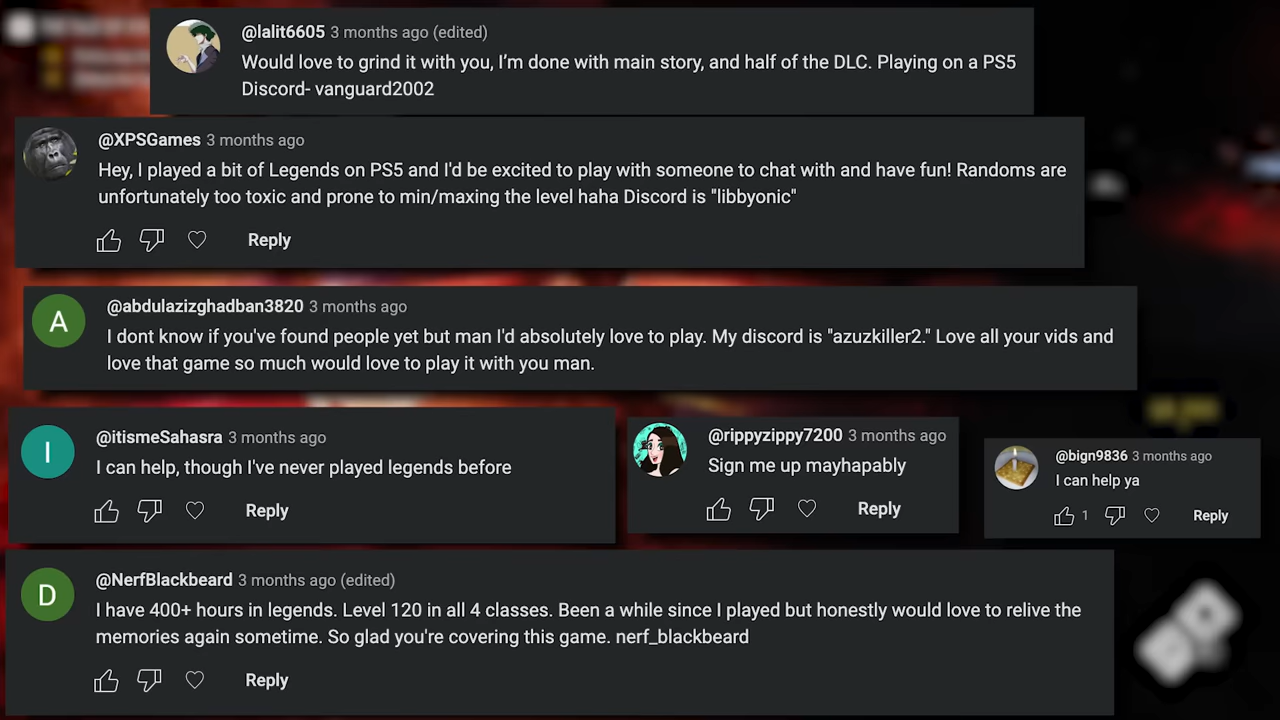 @lalit6605 3 months ago (edited)
Would love to grind it with you, I'm done with main story, and half of the DLC. Playing on a PS5
Discord- vanguard2002
@XPSGames 3 months ago
Hey, I played a bit of Legends on PS5 and I'd be excited to play with someone to chat with and have fun! Randoms are
unfortunately too toxic and prone to min/maxing the level haha Discord is "libbyonic"
Reply
A
@abdulazizghadban3820 3 months ago
I dont know if you've found people yet but man I'd absolutely love to play. My discord is "azuzkiller2." Love all your vids and
love that game so much would love to play it with you man.
I
@itismeSahasra 3 months ago
I can help, though I've never played legends before
Reply
@rippyzippy7200 3 months ago
Sign me up mayhapably
Reply
@bign9836 3 months ago
I can help ya
1
Reply
D
@NerfBlackbeard 3 months ago (edited)
I have 400+ hours in legends. Level 120 in all 4 classes. Been a while since I played but honestly would love to relive the
memories again sometime. So glad you're covering this game. nerf_blackbeard
Reply